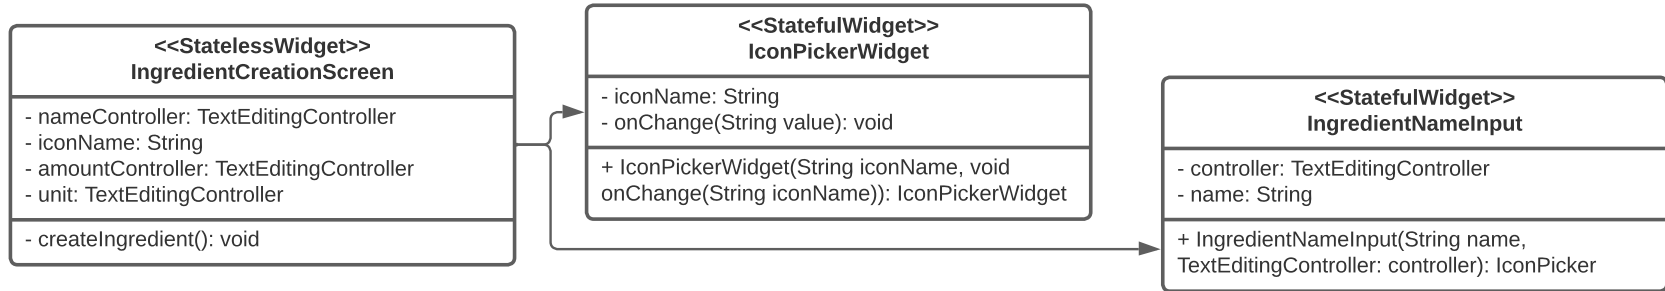 <<StatelessWidget>>
IngredientCreationScreen
- nameController: TextEditingController
- iconName: String
- amountController: TextEditingController
- unit: TextEditingController
- createIngredient(): void
<<StatefulWidget>>
IconPickerWidget
- iconName: String
- onChange(String value): void
+ IconPickerWidget(String iconName, void
onChange(String iconName)): IconPickerWidget
<<StatefulWidget>>
IngredientNameInput
- controller: TextEditingController
- name: String
+ IngredientNameInput(String name,
TextEditingController: controller): IconPicker